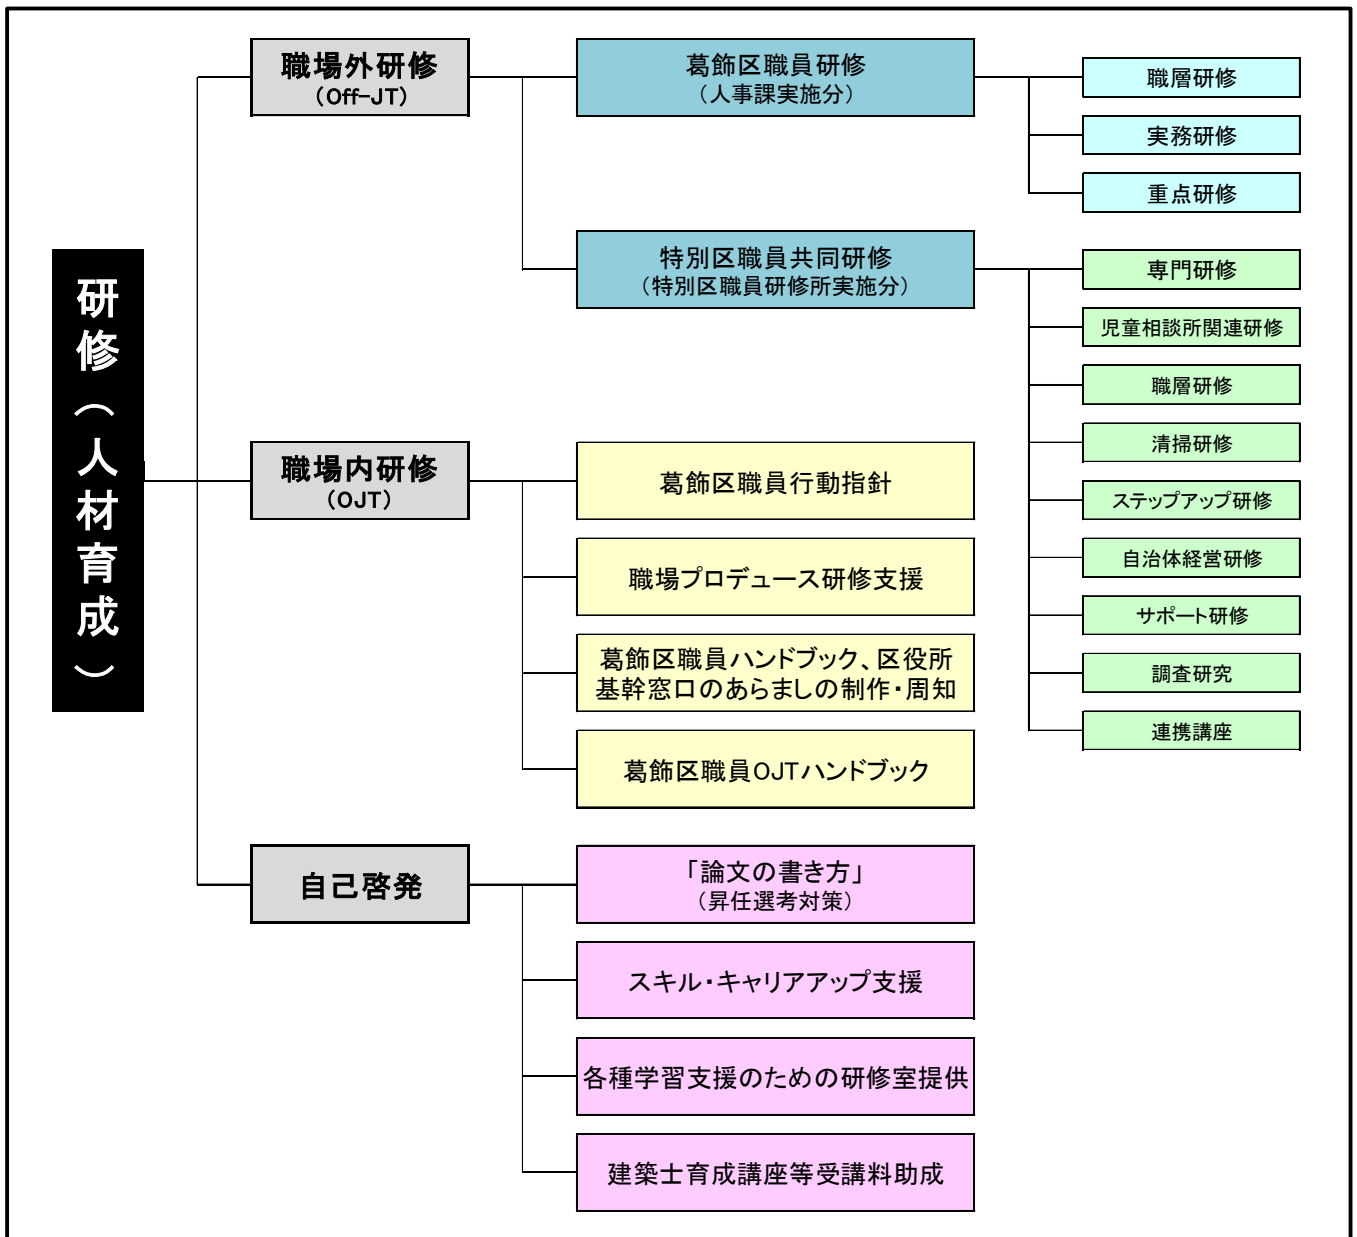 研修（人材育成）
職場外研修
（Off-JT）
葛飾区職員研修
（人事課実施分）
職層研修
実務研修
重点研修
特別区職員共同研修
（特別区職員研修所実施分）
専門研修
児童相談所関連研修
職層研修
清掃研修
ステップアップ研修
自治体経営研修
サポート研修
調査研究
連携講座
職場内研修
（OJT）
葛飾区職員行動指針
職場プロデュース研修支援
葛飾区職員ハンドブック、区役所
基幹窓口のあらましの制作・周知
葛飾区職員OJTハンドブック
自己啓発
「論文の書き方」
（昇任選考対策）
スキル・キャリアアップ支援
各種学習支援のための研修室提供
建築士育成講座等受講料助成